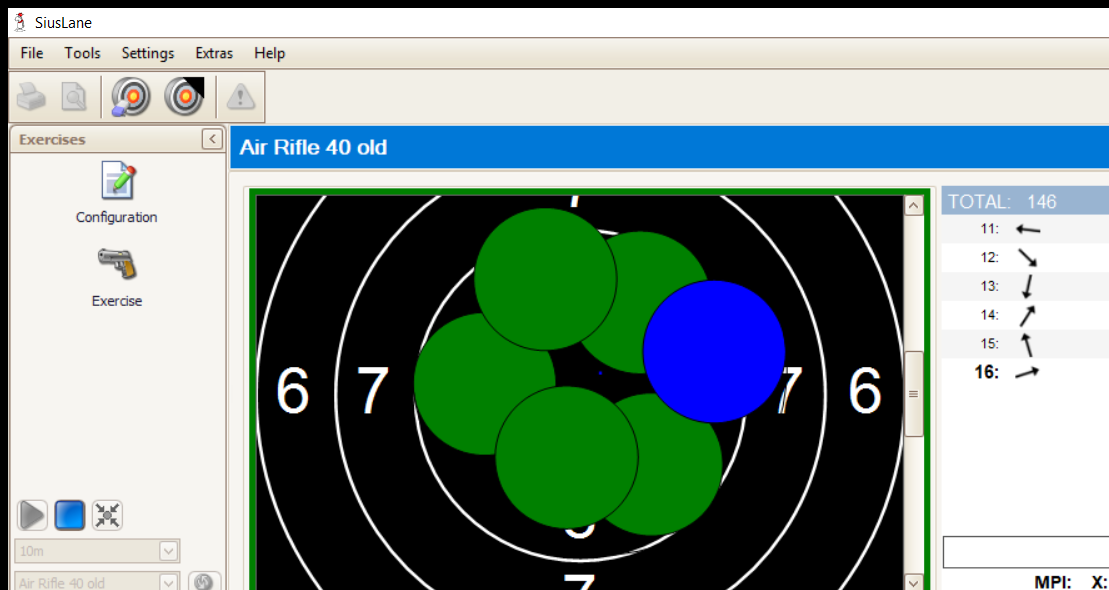 SiusLane
File Tools Settings Extras Help
Exercises
Air Rifle 40 old
Configuration
Exercise
TOTAL: 146
11:
12:
13:
14:
15:
16:
6 7 7 6
7
10m
Air Rifle 40 old
MPI: X: